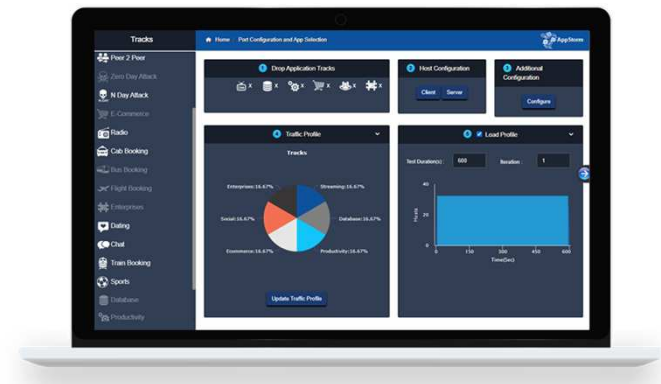 Tracks
Home Port Configuration and App Selection
AppStorm
Peer 2 Peer
Zero Day Attack
N Day Attack
E-Commerce
Radio
Cab Booking
Bus Booking
Flight Booking
Enterprises
Dating
Chat
Train Booking
Sports
Database
Productivity
1 Drop Application Tracks
x x x x x x
2 Host Configuration
Client Server
3 Additional
Configuration
Configure
4 Traffic Profile
Tracks
Enterprises:16.67% Streaming:16.67%
Social:16.67% Database:16.67%
Ecommerce:16.67% Productivity:16.67%
Update Traffic Profile
Load Profile
Test Duration(s) : 600 Iteration : 1
40
20
0
Hosts
0 150 300 450 600
Time(Sec)